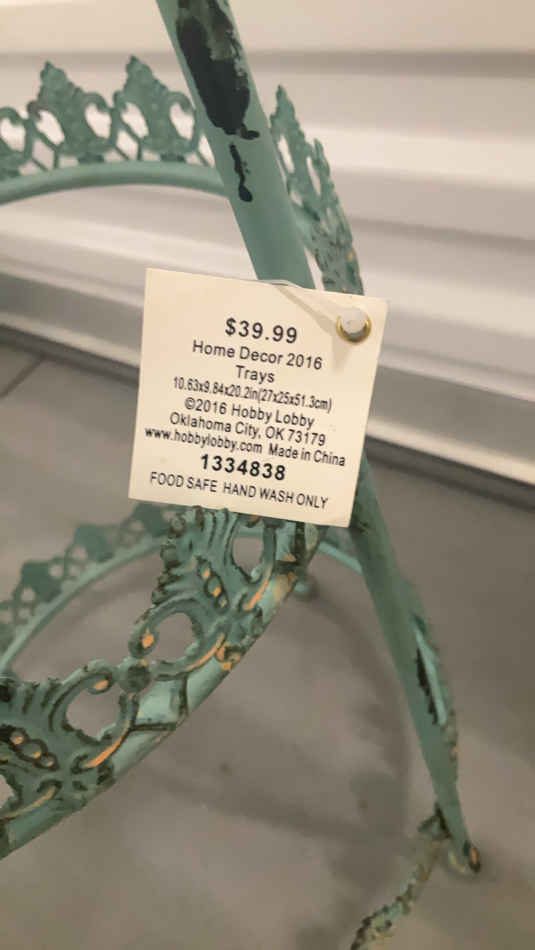 $39.99
Home Decor 2016
Trays
10.63x9.84x20.2in(27x25x51.3cm)
©2016 Hobby Lobby
Oklahoma City, OK 73179
www.hobbylobby.com Made in China
1334838
FOOD SAFE HAND WASH ONLY